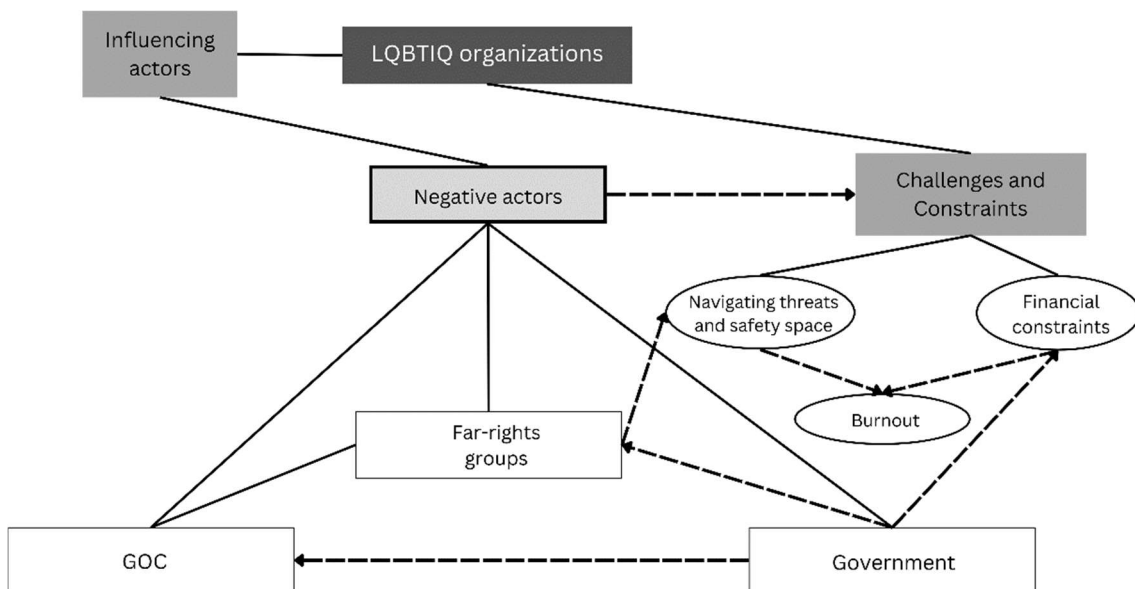 Influencing
actors
LQBTIQ organizations
Negative actors
Challenges and
Constraints
Navigating threats
and safety space
Financial
constraints
Burnout
Far-rights
groups
GOC
Government